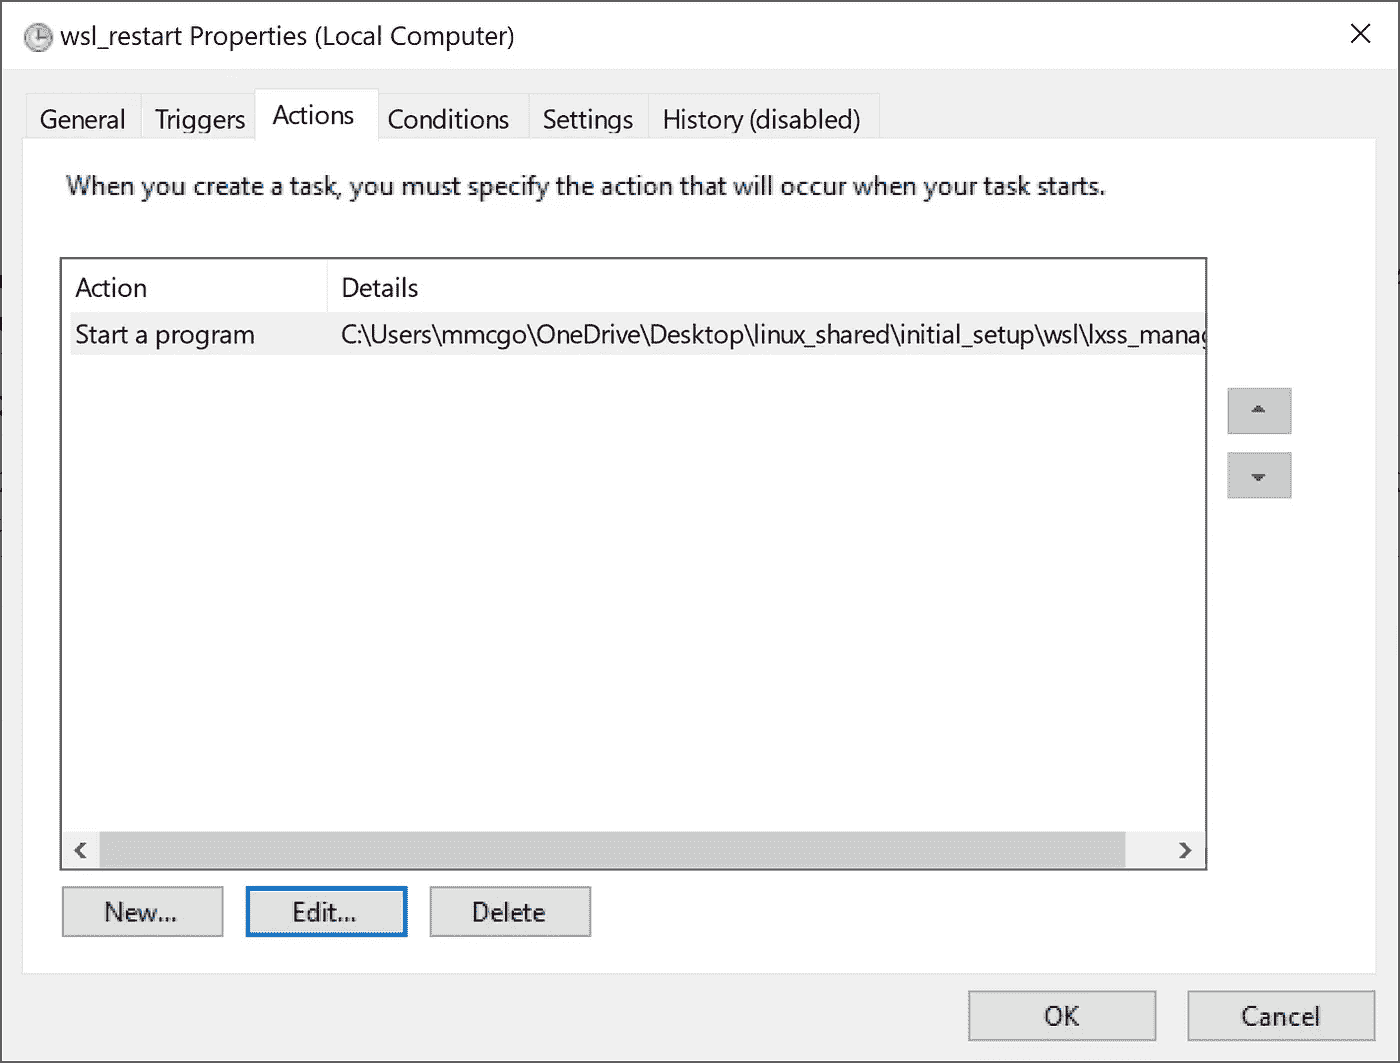 wsl_restart Properties (Local Computer)
General Triggers Actions Conditions Settings History (disabled)
When you create a task, you must specify the action that will occur when your task starts.
Action Details
Start a program C:\Users\mmcgo\OneDrive\Desktop\linux_shared\initial_setup\wsl\lxss_manag
New... Edit... Delete
OK Cancel